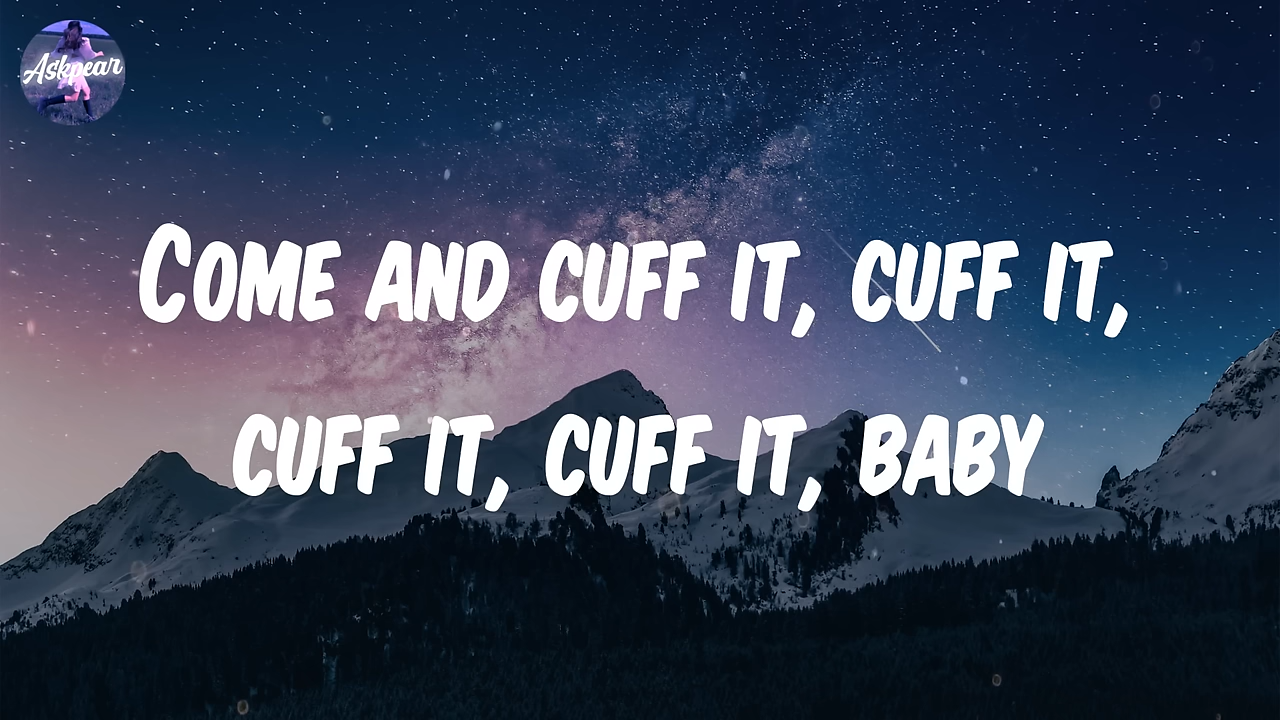 Askpear
COME AND CUFF IT, CUFF IT,
CUFF IT, CUFF IT, BABY